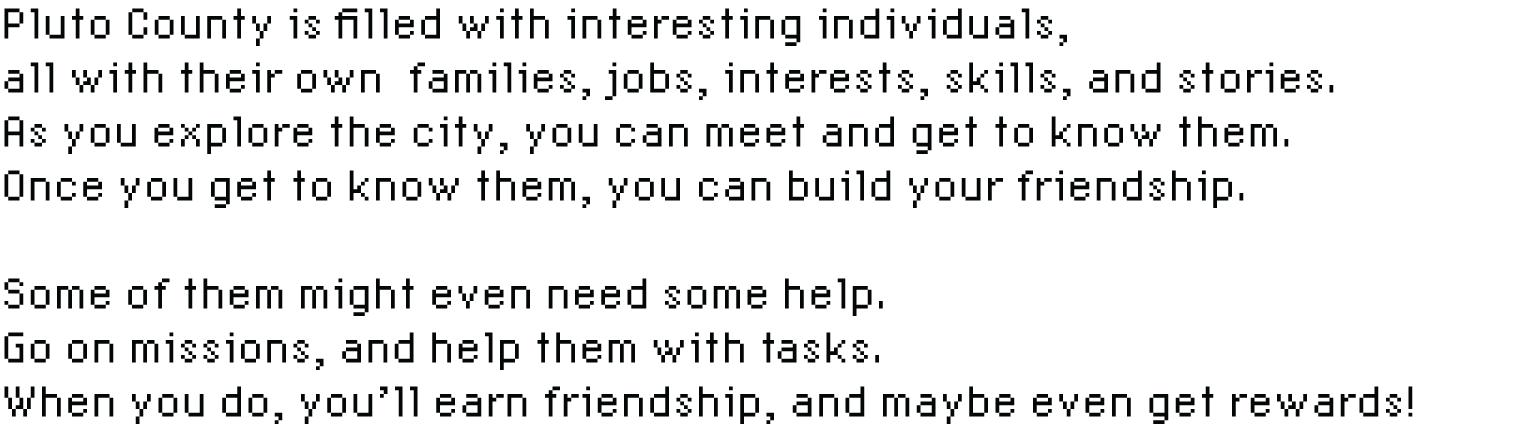 Pluto County is filled with interesting individuals,
all with their own  families, jobs, interests, skills, and stories.
As you explore the city, you can meet and get to know them.
Once you get to know them, you can build your friendship.

Some of them might even need some help.
Go on missions, and help them with tasks.
When you do, you’ll earn friendship, and maybe even get rewards!